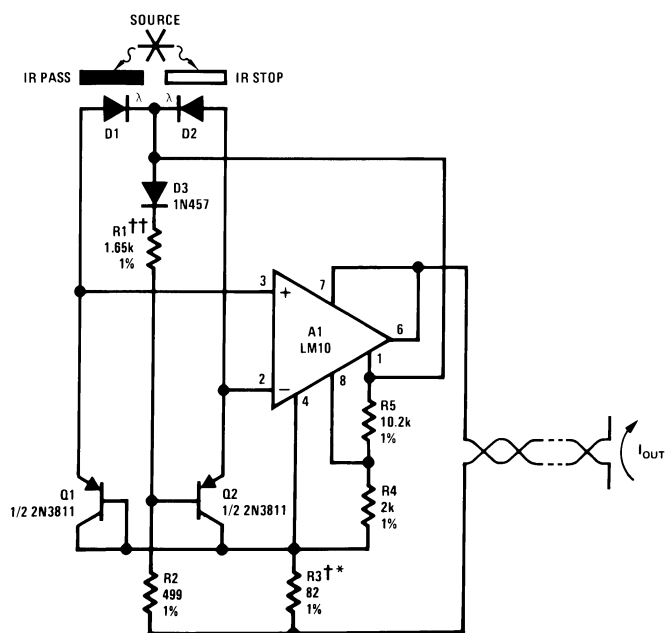 SOURCE
IR PASS
IR STOP
λ
λ
D1
D2
D3
1N457
R1††
1.65k
1%
3
7
+
A1
LM10
6
1
2
−
8
4
R5
10.2k
1%
IOUT
Q1
1/2 2N3811
Q2
1/2 2N3811
R4
2k
1%
R2
499
1%
R3†*
82
1%